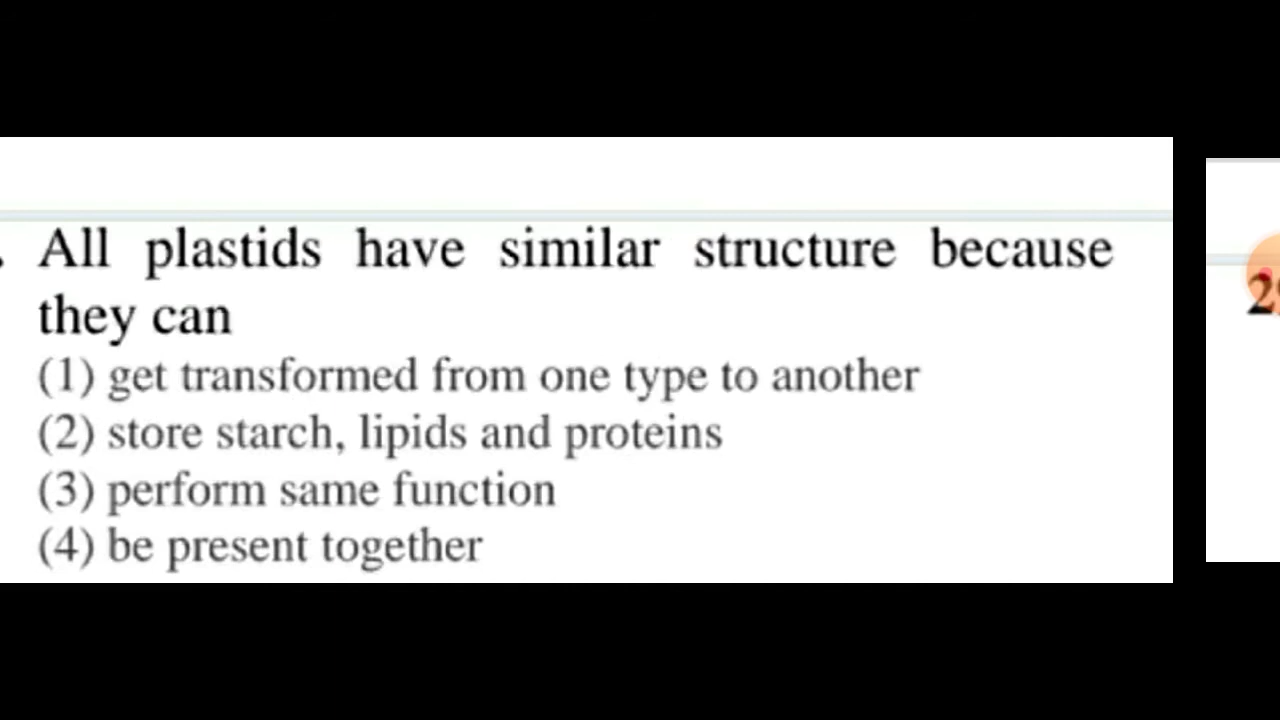 . All plastids have similar structure because
they can
(1) get transformed from one type to another
(2) store starch, lipids and proteins
(3) perform same function
(4) be present together
2